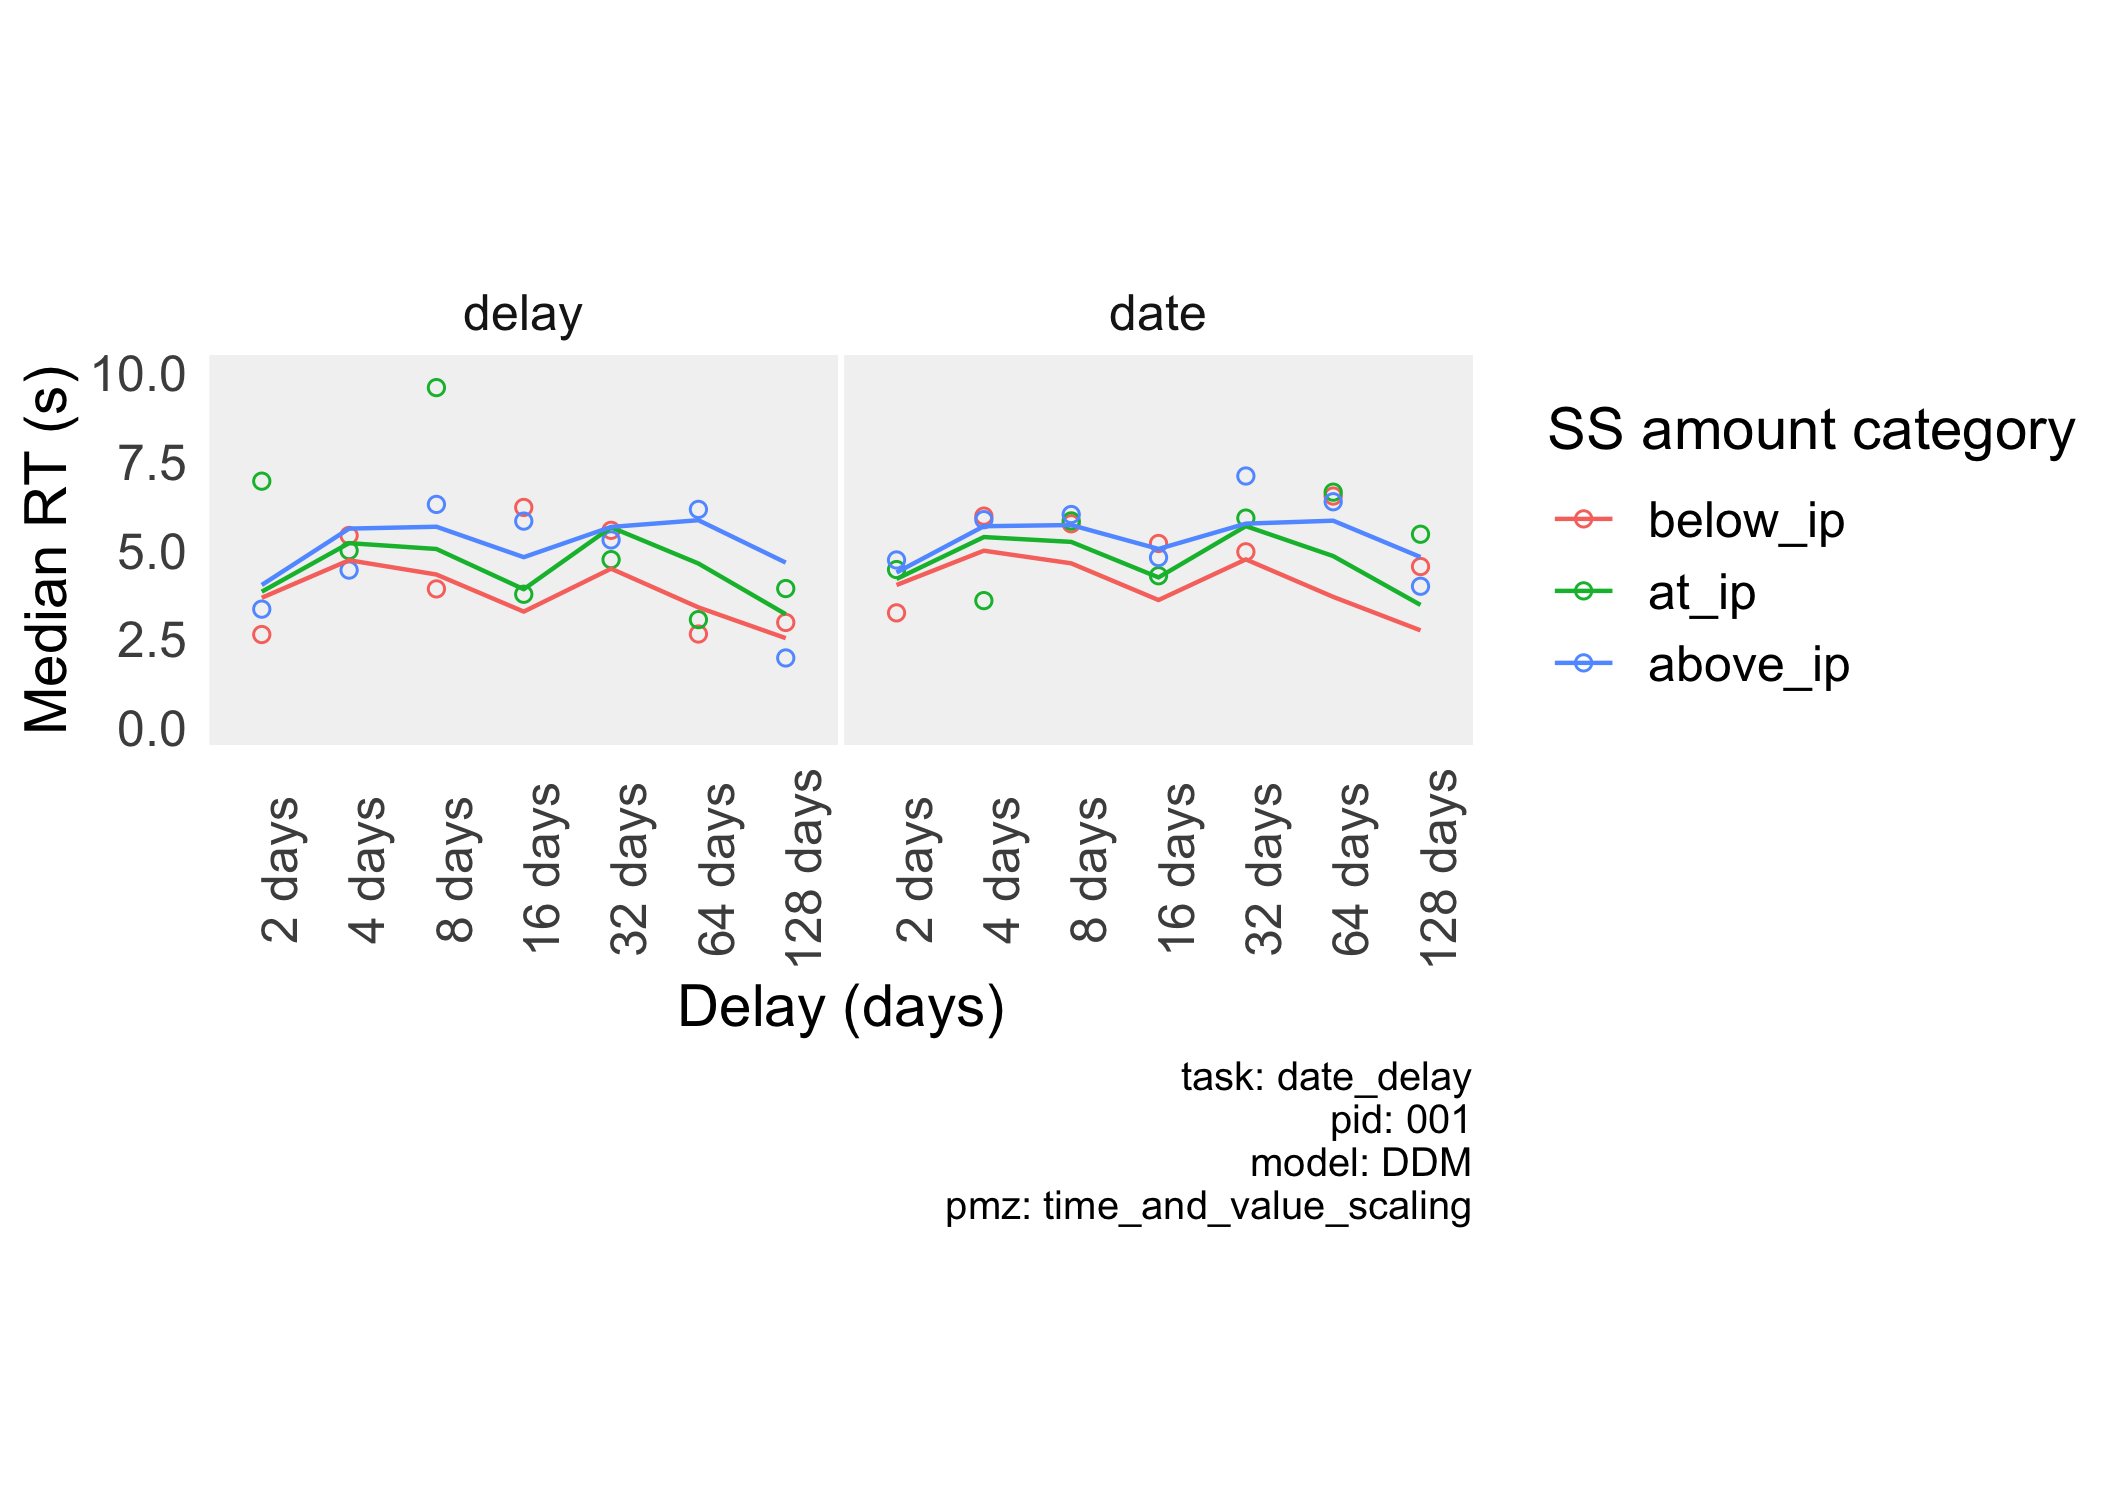 delay
date
Median RT (s)
10.0
7.5
5.0
2.5
0.0
2 days
4 days
8 days
16 days
32 days
64 days
128 days
2 days
4 days
8 days
16 days
32 days
64 days
128 days
Delay (days)
SS amount category
below_ip
at_ip
above_ip
task: date_delay
pid: 001
model: DDM
pmz: time_and_value_scaling